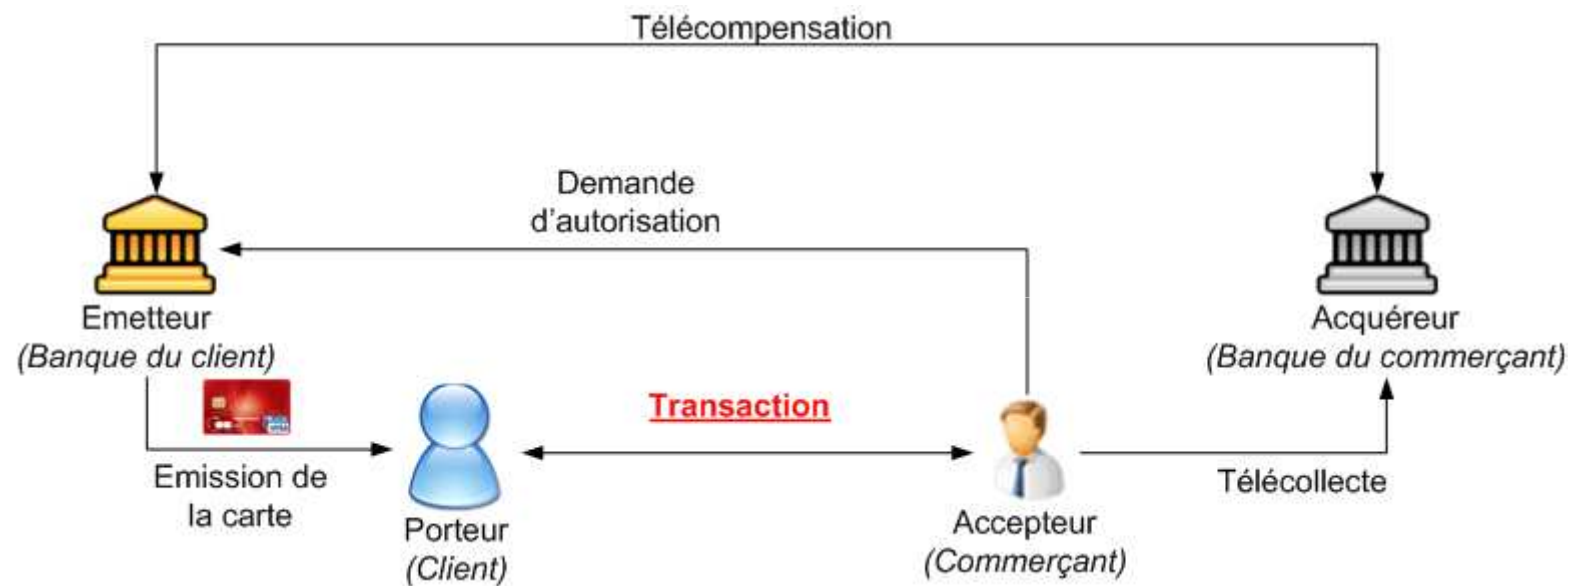 Télécompensation
Demande
d'autorisation
Emetteur
(Banque du client)
Acquéreur
(Banque du commerçant)
Transaction
Emission de
la carte
Télécollecte
Porteur
(Client)
Accepteur
(Commerçant)